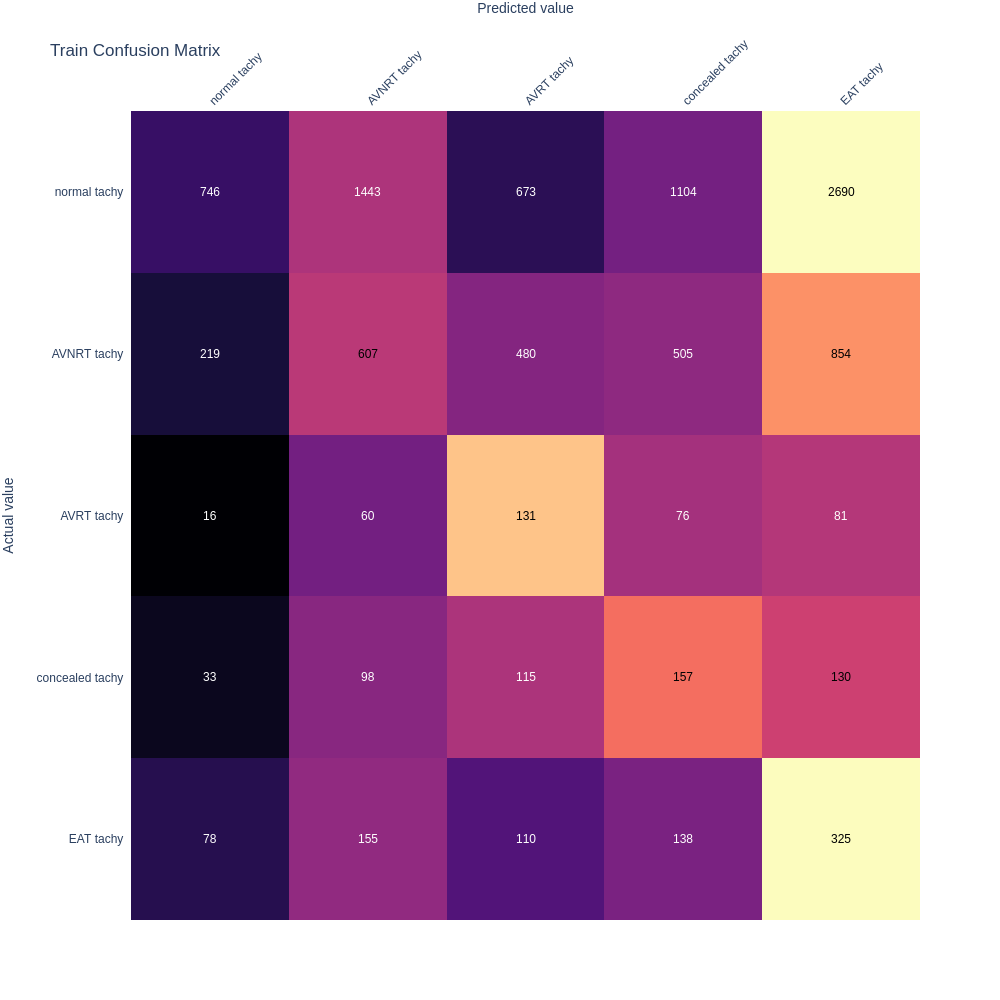 Predicted value
Train Confusion Matrix
normal tachy
AVNRT tachy
AVRT tachy
concealed tachy
EAT tachy
normal tachy 746 1443 673 1104 2690
AVNRT tachy 219 607 480 505 854
Actual value
AVRT tachy 16 60 131 76 81
concealed tachy 33 98 115 157 130
EAT tachy 78 155 110 138 325